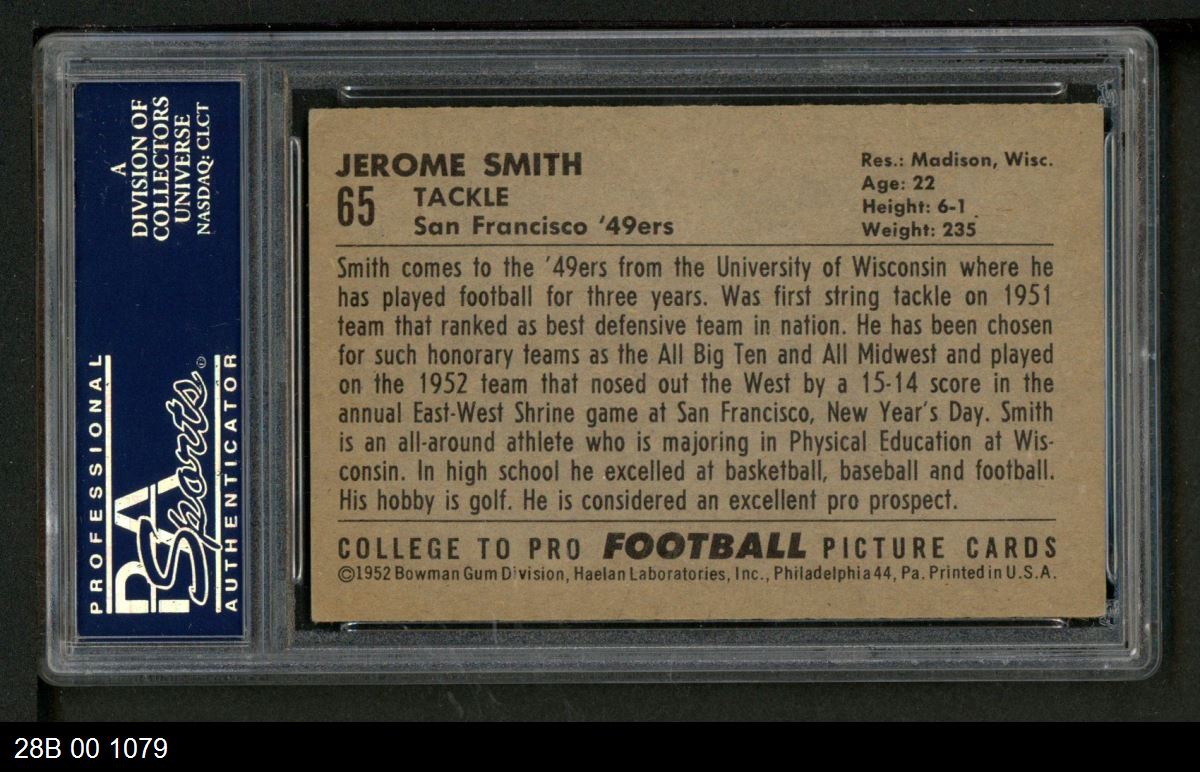 A
DIVISION OF
COLLECTORS
UNIVERSE
NASDAQ: CLCT
PROFESSIONAL
PSA
Sports
AUTHENTICATOR
JEROME SMITH
65
TACKLE
San Francisco '49ers
Res.: Madison, Wisc.
Age: 22
Height: 6-1
Weight: 235
Smith comes to the '49ers from the University of Wisconsin where he
has played football for three years. Was first string tackle on 1951
team that ranked as best defensive team in nation. He has been chosen
for such honorary teams as the All Big Ten and All Midwest and played
on the 1952 team that nosed out the West by a 15-14 score in the
annual East-West Shrine game at San Francisco, New Year's Day. Smith
is an all-around athlete who is majoring in Physical Education at Wis-
consin. In high school he excelled at basketball, baseball and football.
His hobby is golf. He is considered an excellent pro prospect.
COLLEGE TO PRO FOOTBALL PICTURE CARDS
©1952 Bowman Gum Division, Haelan Laboratories, Inc., Philadelphia 44, Pa. Printed in U.S.A.
28B 00 1079